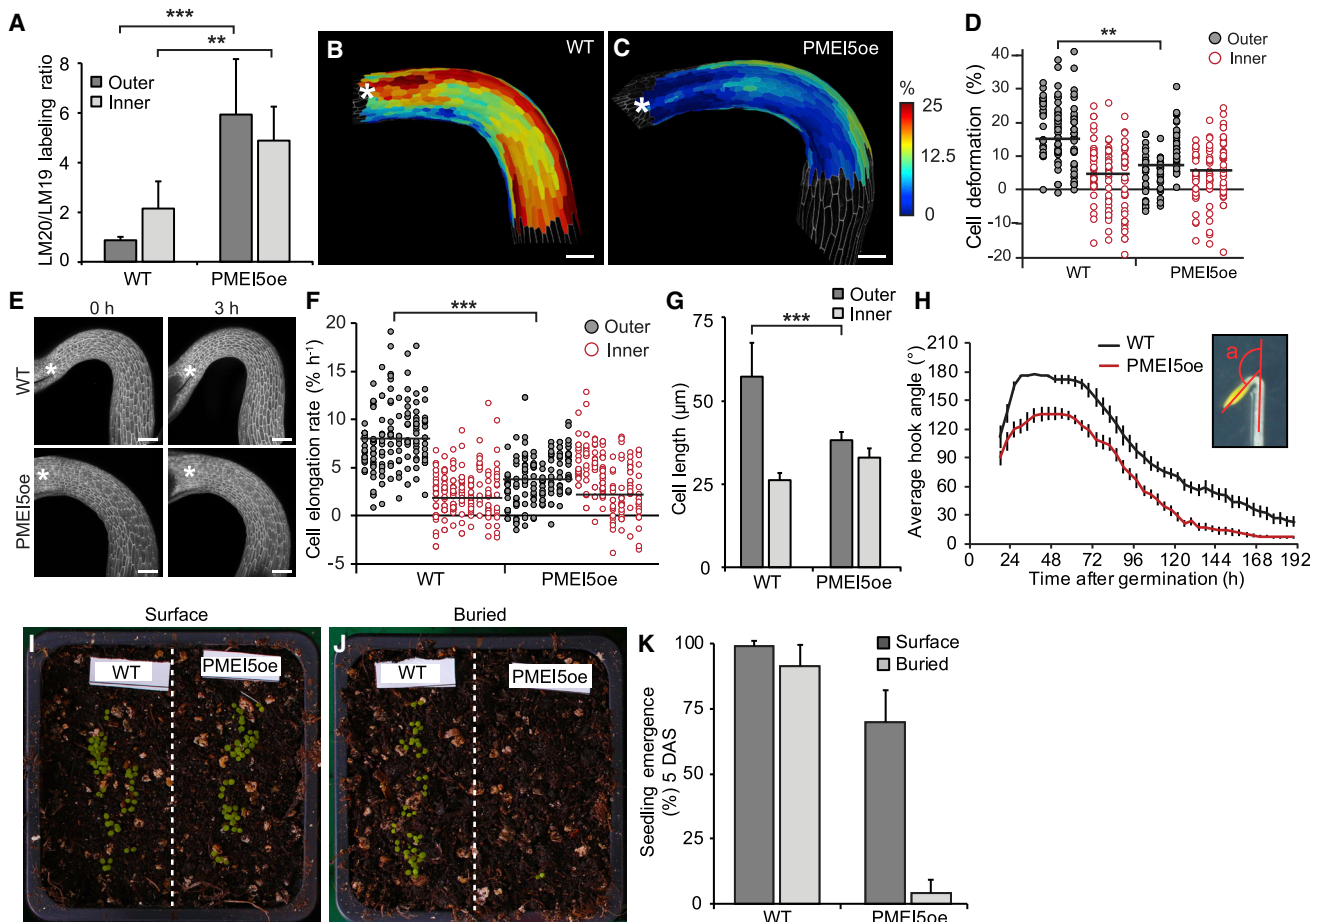 A
***
**
LM20/LM19 labeling ratio
8
6
4
2
0
Outer
Inner
WT
PMEI5oe
B
WT
*
C
PMEI5oe
*
%
25
12.5
0
D
**
Outer
Inner
Cell deformation (%)
40
30
20
10
0
-10
-20
WT
PMEI5oe
E
0 h
3 h
WT
PMEI5oe
*
*
*
*
F
***
Outer
Inner
Cell elongation rate (% h-1)
20
15
10
5
0
-5
WT
PMEI5oe
G
Outer
Inner
***
Cell length (µm)
75
50
25
0
WT
PMEI5oe
H
WT
PMEI5oe
a
Average hook angle (°)
210
180
150
120
90
60
30
0
0 24 48 72 96 120 144 168 192
Time after germination (h)
Surface
I
WT
PMEI5oe
Buried
J
WT
PMEI5oe
K
Surface
Buried
Seedling emergence
(%) 5 DAS
100
75
50
25
0
WT
PMEI5oe